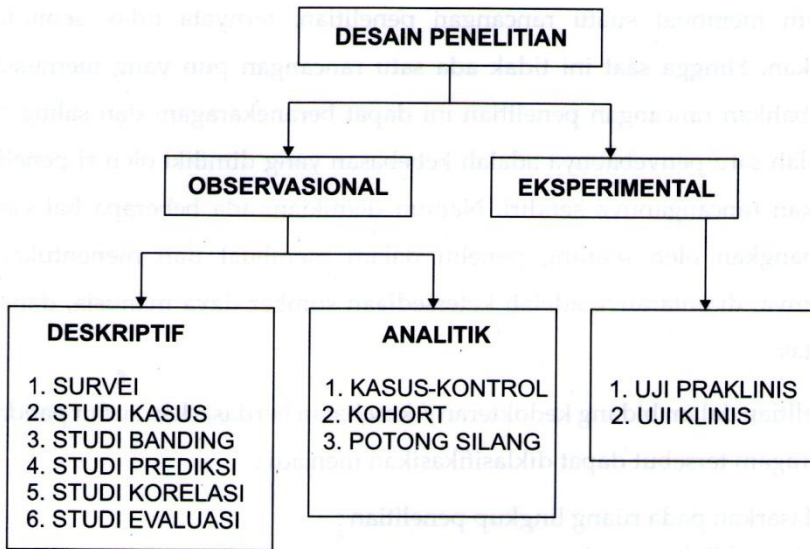 DESAIN PENELITIAN
OBSERVASIONAL
EKSPERIMENTAL
DESKRIPTIF
1. SURVEI
2. STUDI KASUS
3. STUDI BANDING
4. STUDI PREDIKSI
5. STUDI KORELASI
6. STUDI EVALUASI
ANALITIK
1. KASUS-KONTROL
2. KOHORT
3. POTONG SILANG
1. UJI PRAKLINIS
2. UJI KLINIS